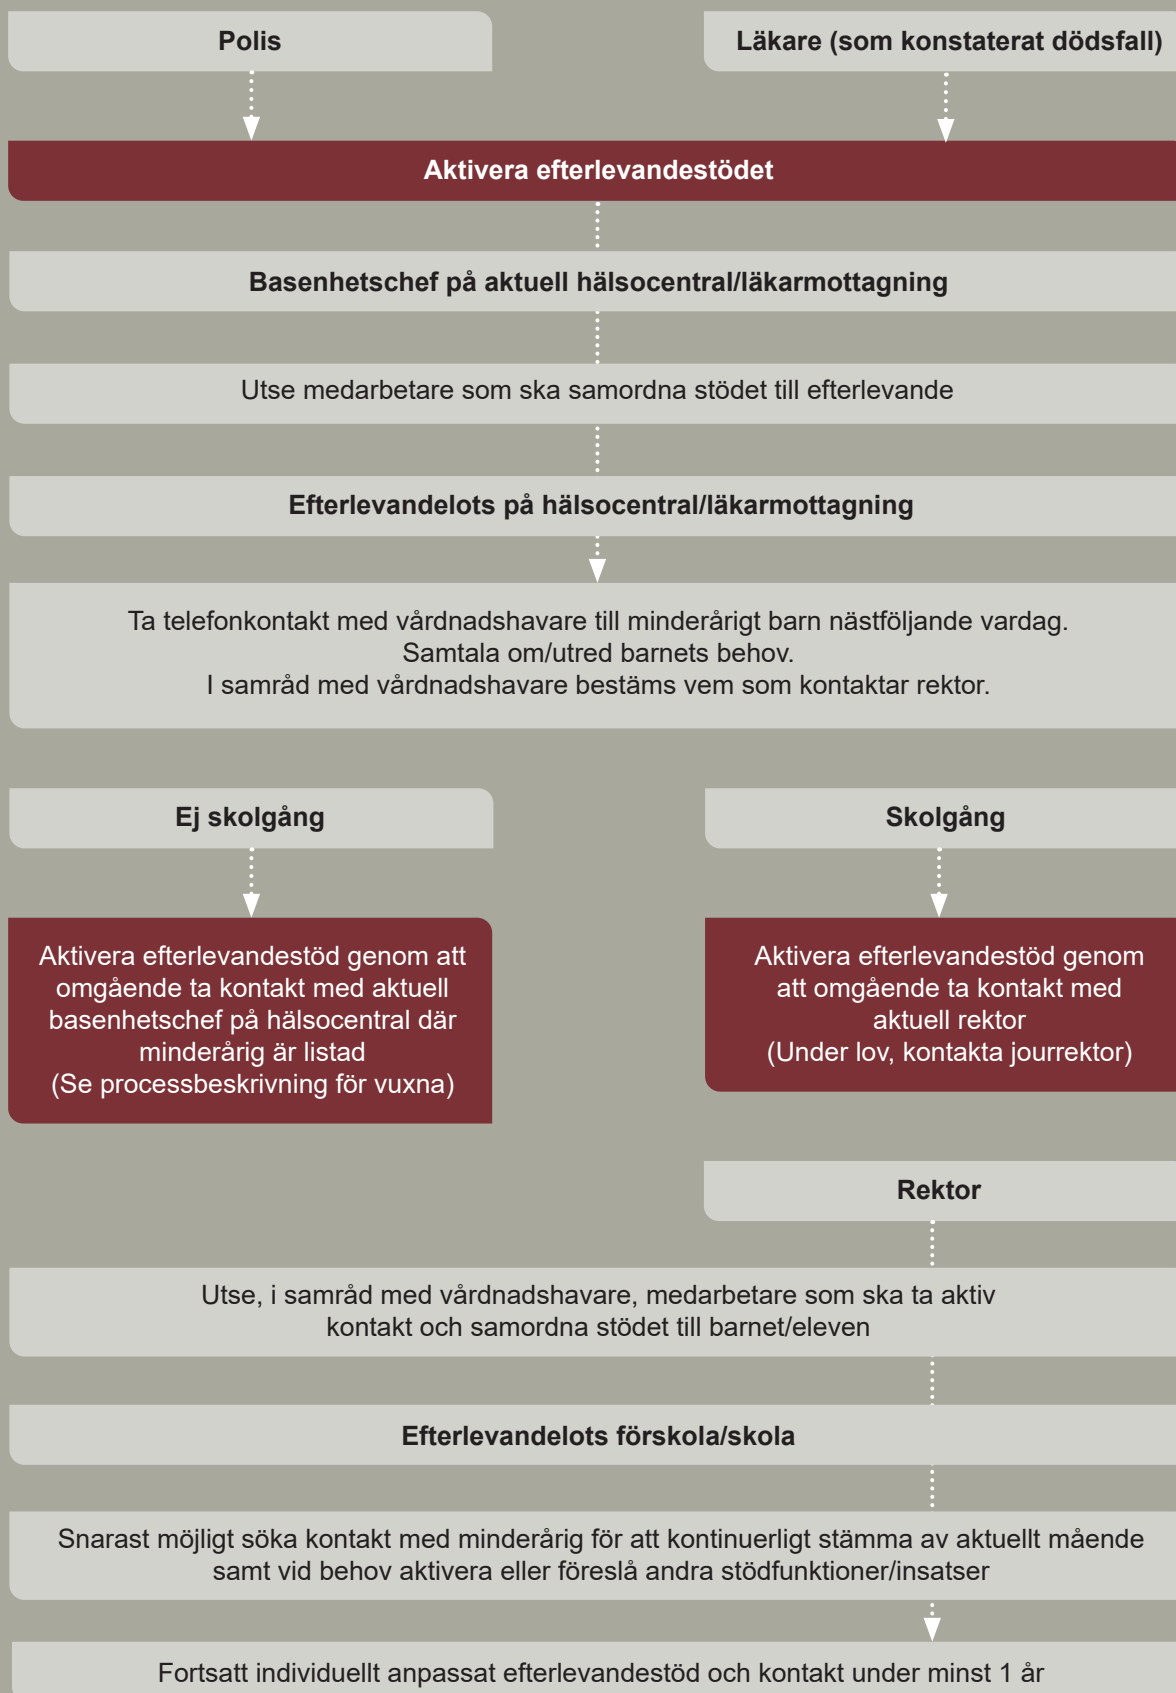 Polis
Läkare (som konstaterat dödsfall)
Aktivera efterlevandestödet
Basenhetschef på aktuell hälsocentral/läkarmottagning
Utse medarbetare som ska samordna stödet till efterlevande
Efterlevandelots på hälsocentral/läkarmottagning
Ta telefonkontakt med vårdnadshavare till minderårigt barn nästföljande vardag.
Samtala om/utred barnets behov.
I samråd med vårdnadshavare bestäms vem som kontaktar rektor.
Ej skolgång
Aktivera efterlevandestöd genom att
omgående ta kontakt med aktuell
basenhetschef på hälsocentral där
minderårig är listad
(Se processbeskrivning för vuxna)
Skolgång
Aktivera efterlevandestöd genom
att omgående ta kontakt med
aktuell rektor
(Under lov, kontakta jourrektor)
Rektor
Utse, i samråd med vårdnadshavare, medarbetare som ska ta aktiv
kontakt och samordna stödet till barnet/eleven
Efterlevandelots förskola/skola
Snarast möjligt söka kontakt med minderårig för att kontinuerligt stämma av aktuellt mående
samt vid behov aktivera eller föreslå andra stödfunktioner/insatser
Fortsatt individuellt anpassat efterlevandestöd och kontakt under minst 1 år